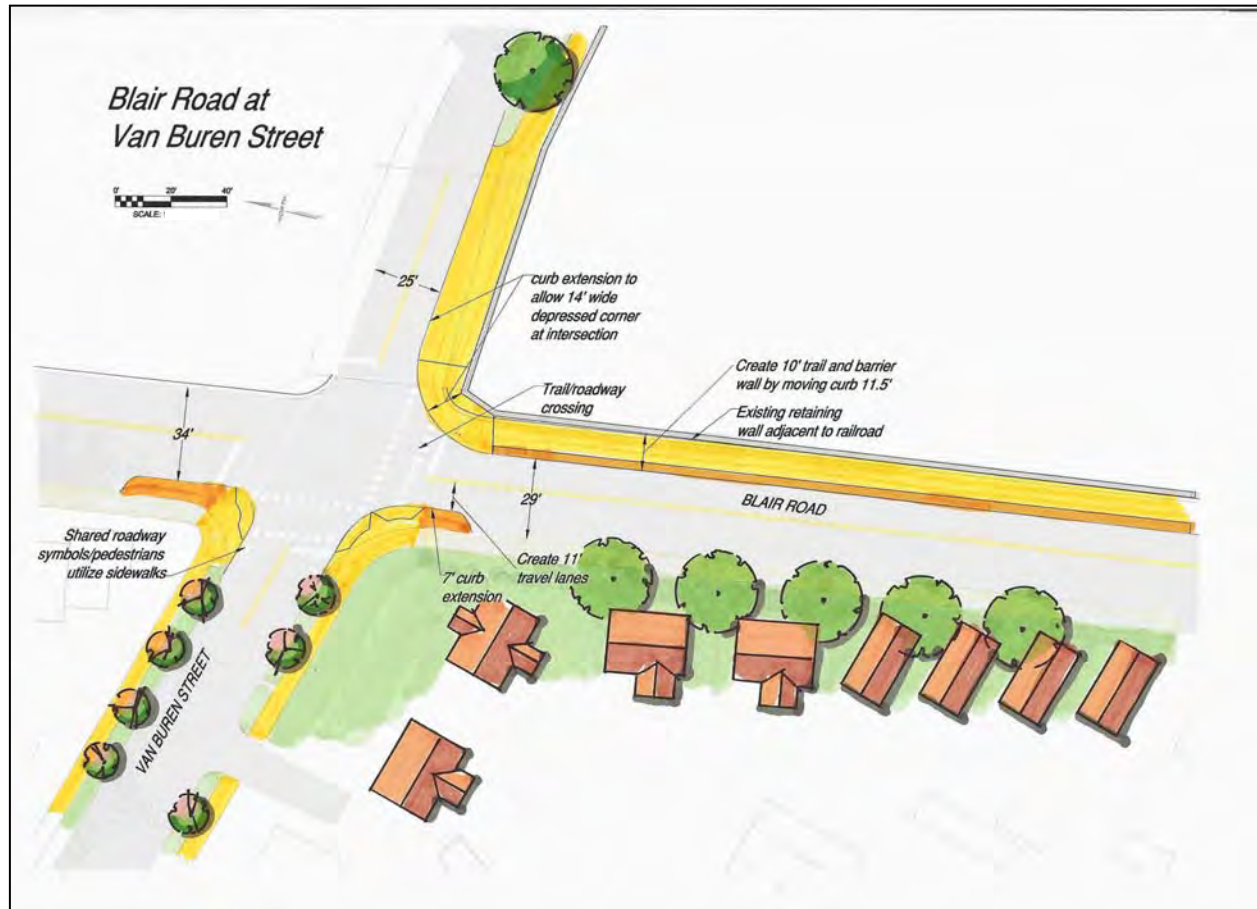 Blair Road at
Van Buren Street
0' 20' 40'
SCALE:
25'
curb extension to
allow 14' wide
depressed corner
at intersection
Trail/roadway
crossing
Create 10' trail and barrier
wall by moving curb 11.5'
Existing retaining
wall adjacent to railroad
34'
29'
BLAIR ROAD
Shared roadway
symbols/pedestrians
utilize sidewalks
7' curb
extension
Create 11'
travel lanes
VAN BUREN STREET